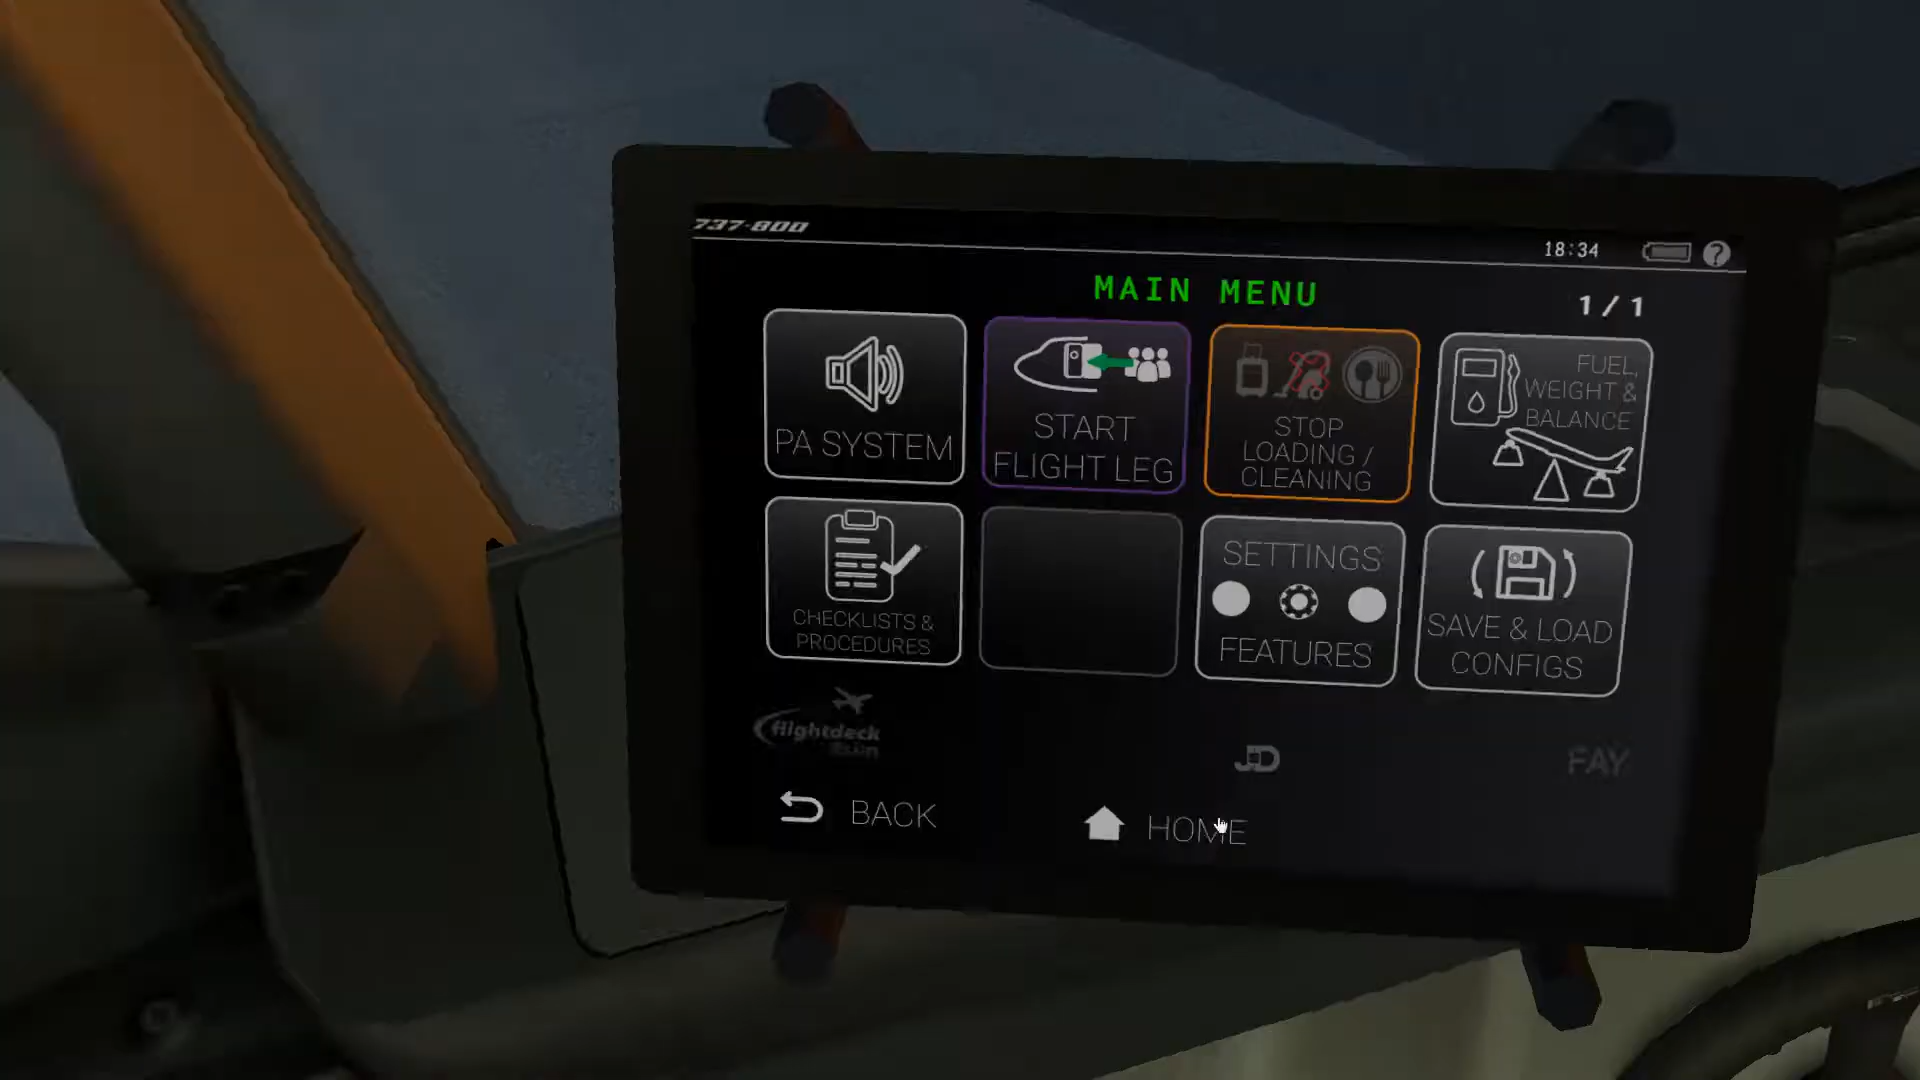 737-800
18:34
?
MAIN MENU
1 / 1
PA SYSTEM
START
FLIGHT LEG
STOP
LOADING /
CLEANING
FUEL,
WEIGHT &
BALANCE
CHECKLISTS &
PROCEDURES
SETTINGS
FEATURES
SAVE & LOAD
CONFIGS
flightdeck
JD
FAY
BACK
HOME